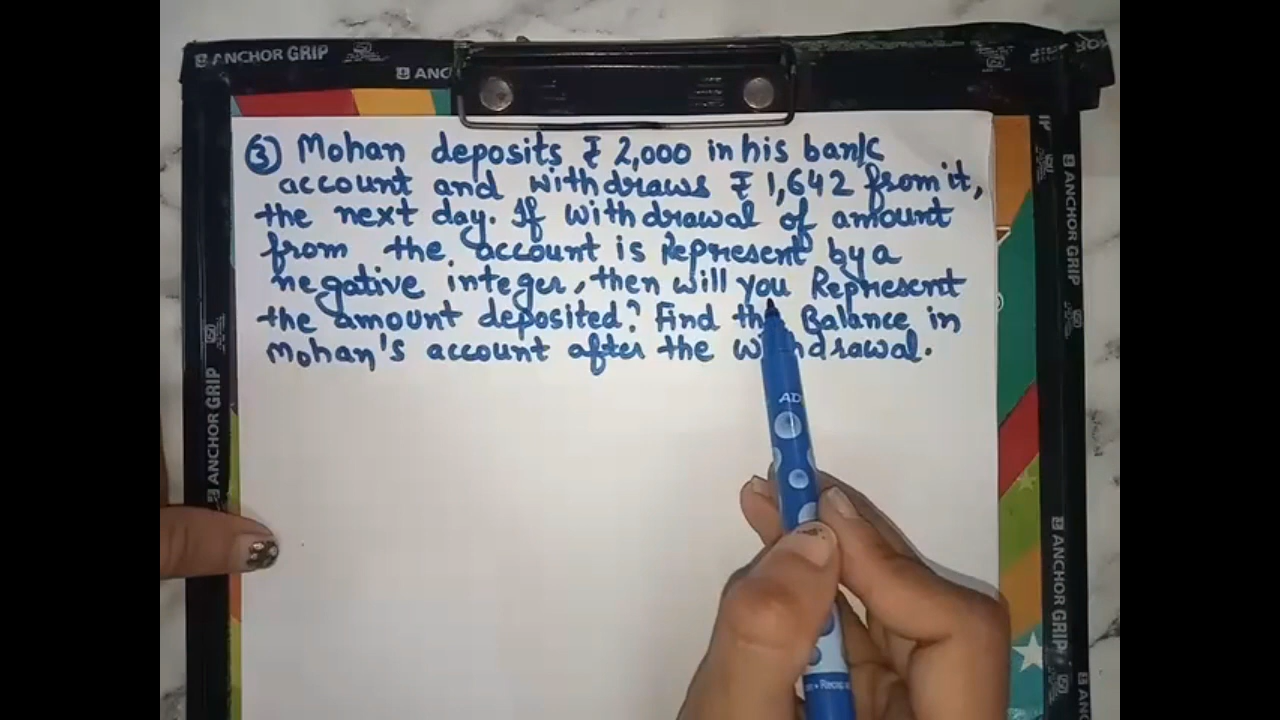 ANCHOR GRIP
ANC
③ Mohan deposits ₹ 2,000 in his bank
account and withdraws ₹ 1,642 from it,
the next day. If withdrawal of amount
from the account is Represent by a
negative integer, then will you Represent
the amount deposited? Find the Balance in
Mohan's account after the withdrawal.
AD
ANCHOR GRIP
ANCHOR GRIP
ANCHOR GRIP
ANCHOR GRIP
ANC